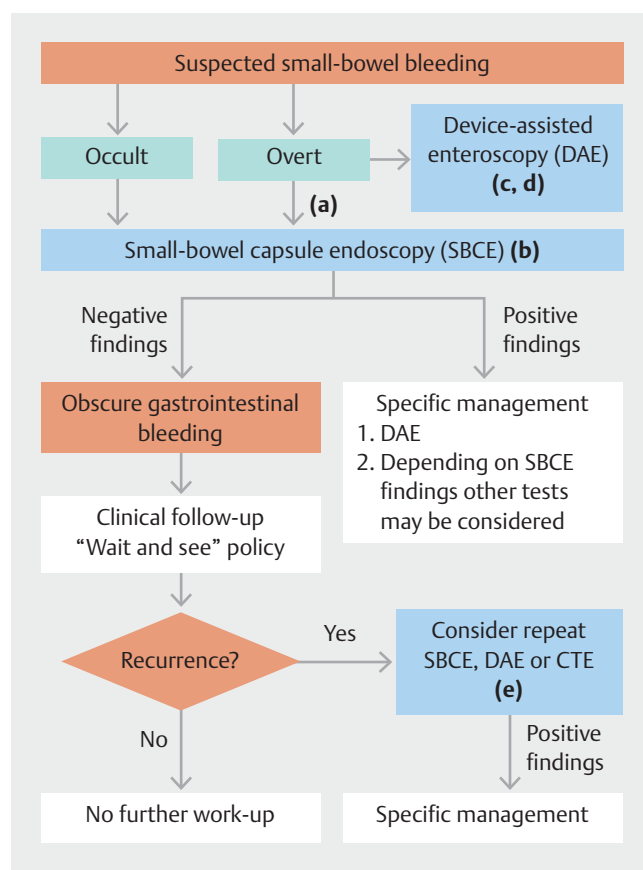 Suspected small-bowel bleeding
Occult
Overt
Device-assisted
enteroscopy (DAE)
(c, d)
(a)
Small-bowel capsule endoscopy (SBCE) (b)
Negative
findings
Positive
findings
Obscure gastrointestinal
bleeding
Specific management
1. DAE
2. Depending on SBCE
findings other tests
may be considered
Clinical follow-up
“Wait and see” policy
Recurrence?
Yes
Consider repeat
SBCE, DAE or CTE
(e)
No
Positive
findings
No further work-up
Specific management